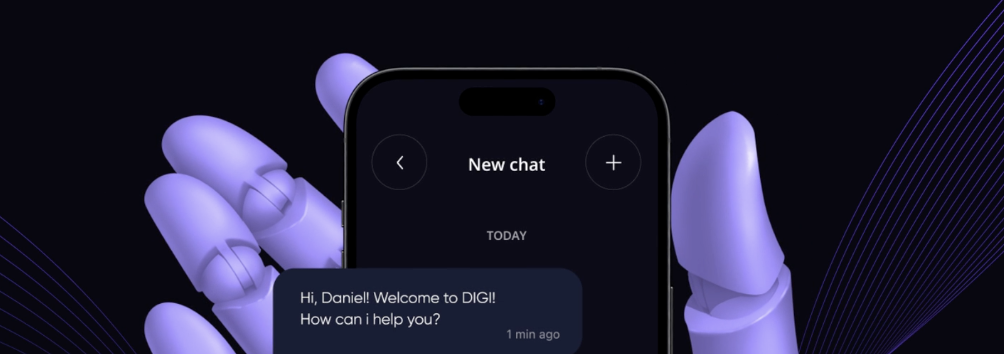 New chat
TODAY
Hi, Daniel! Welcome to DIGI!
How can i help you?
1 min ago